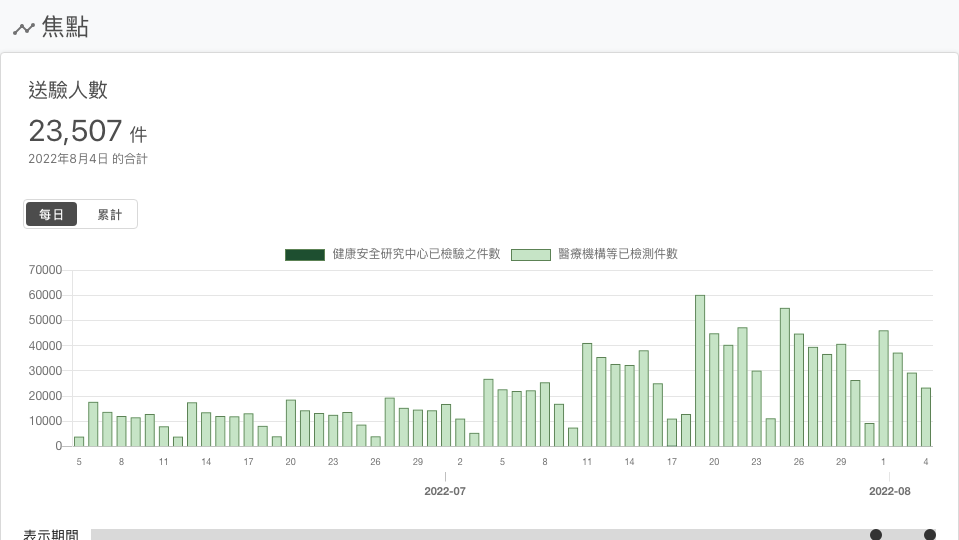 焦點
送驗人數
23,507 件
2022年8月4日 的合計
每日 累計
健康安全研究中心已檢驗之件數 醫療機構等已檢測件數
70000
60000
50000
40000
30000
20000
10000
0
5 8 11 14 17 20 23 26 29 2 5 8 11 14 17 20 23 26 29 1 4
2022-07 2022-08
表示期間